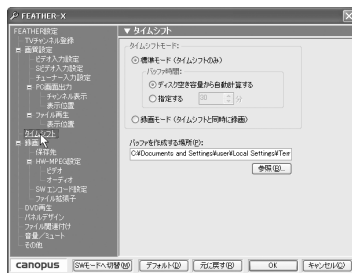 FEATHER-X
FEATHER設定
TVチャンネル登録
画質設定
ビデオ入力設定
Sビデオ入力設定
チューナー入力設定
PC画面出力
チャンネル表示
表示位置
ファイル再生
表示位置
タイムシフト
録画
保存先
HW-MPEG設定
ビデオ
オーディオ
SWエンコード設定
ファイル拡張子
DVD再生
パネルデザイン
ファイル関連付け
音量/ミュート
その他
▼ タイムシフト
タイムシフトモード:
標準モード(タイムシフトのみ)
バッファ時間:
ディスク空き容量から自動計算する
指定する
分
録画モード(タイムシフトと同時に録画)
バッファを作成する場所(P):
C:¥Documents and Settings¥user¥Local Settings¥Tem
参照(B)...
canopus
SWモードへ切替(M)
デフォルト(D)
元に戻す(R)
OK
キャンセル(C)